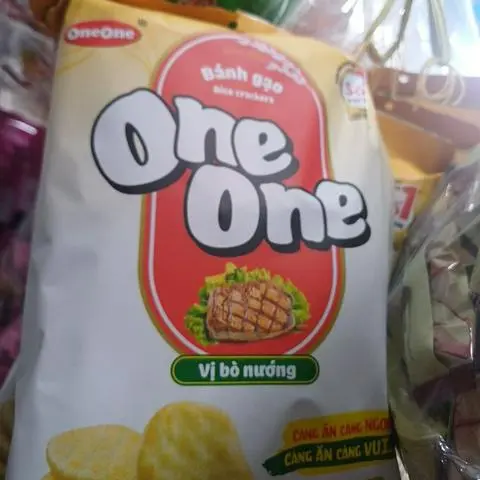 OneOne
Bánh gạo
Rice crackers
One
One
Vị bò nướng
CÀNG ĂN CÀNG NGON
CÀNG ĂN CÀNG VUI